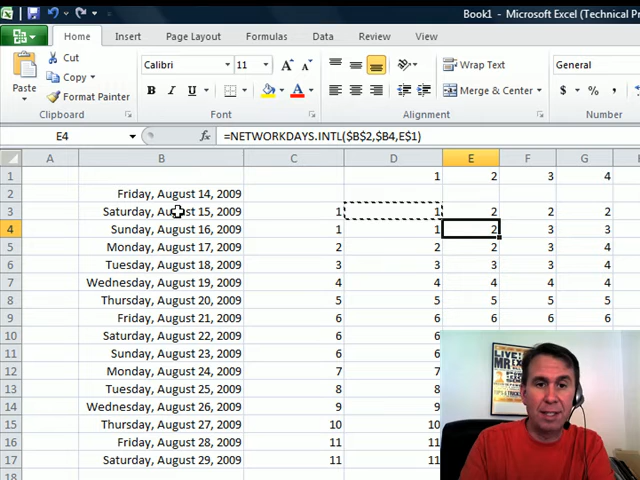 Book1 - Microsoft Excel (Technical Pr
Home Insert Page Layout Formulas Data Review View
Paste Cut Copy Format Painter Clipboard
Calibri 11 B I U Font
Wrap Text Merge & Center Alignment
General $ % Num
E4 fx =NETWORKDAYS.INTL($B$2,$B4,E$1)
A B C D E F G
1 1 2 3 4
2 Friday, August 14, 2009
3 Saturday, August 15, 2009 1 1 2 2 2
4 Sunday, August 16, 2009 1 1 2 3 3
5 Monday, August 17, 2009 2 2 2 3 4
6 Tuesday, August 18, 2009 3 3 3 3 4
7 Wednesday, August 19, 2009 4 4 4 4 4
8 Thursday, August 20, 2009 5 5 5 5 5
9 Friday, August 21, 2009 6 6 6 6 6
10 Saturday, August 22, 2009 6 6
11 Sunday, August 23, 2009 6 6
12 Monday, August 24, 2009 7 7
13 Tuesday, August 25, 2009 8 8
14 Wednesday, August 26, 2009 9 9
15 Thursday, August 27, 2009 10 10
16 Friday, August 28, 2009 11 11
17 Saturday, August 29, 2009 11 11
18
LIVE!
MR